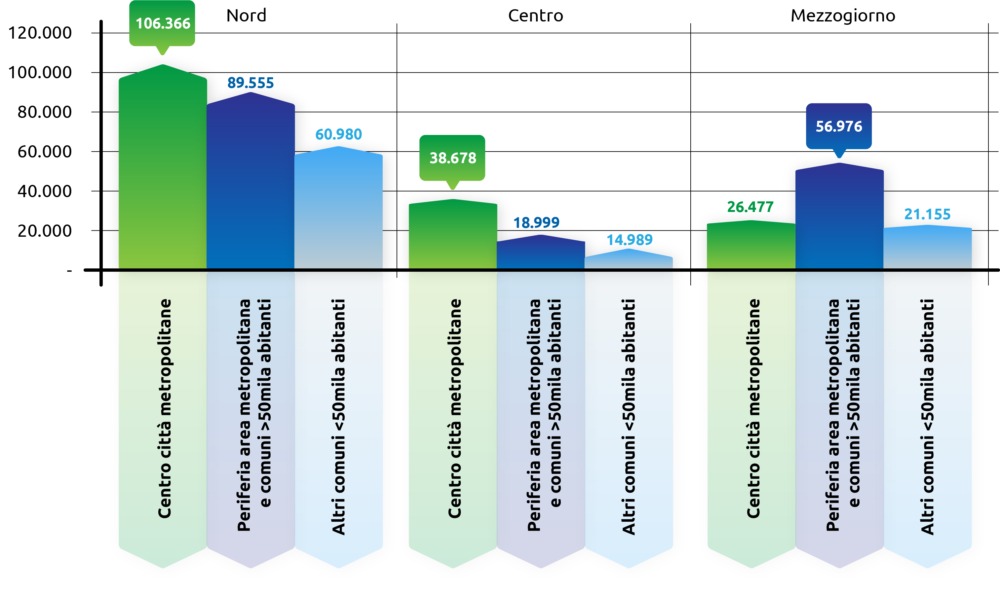 Nord
Centro
Mezzogiorno
120.000
100.000
80.000
60.000
40.000
20.000
-
106.366
89.555
60.980
38.678
18.999
14.989
26.477
56.976
21.155
Centro città metropolitane
Periferia area metropolitana
e comuni >50mila abitanti
Altri comuni <50mila abitanti
Centro città metropolitane
Periferia area metropolitana
e comuni >50mila abitanti
Altri comuni <50mila abitanti
Centro città metropolitane
Periferia area metropolitana
e comuni >50mila abitanti
Altri comuni <50mila abitanti